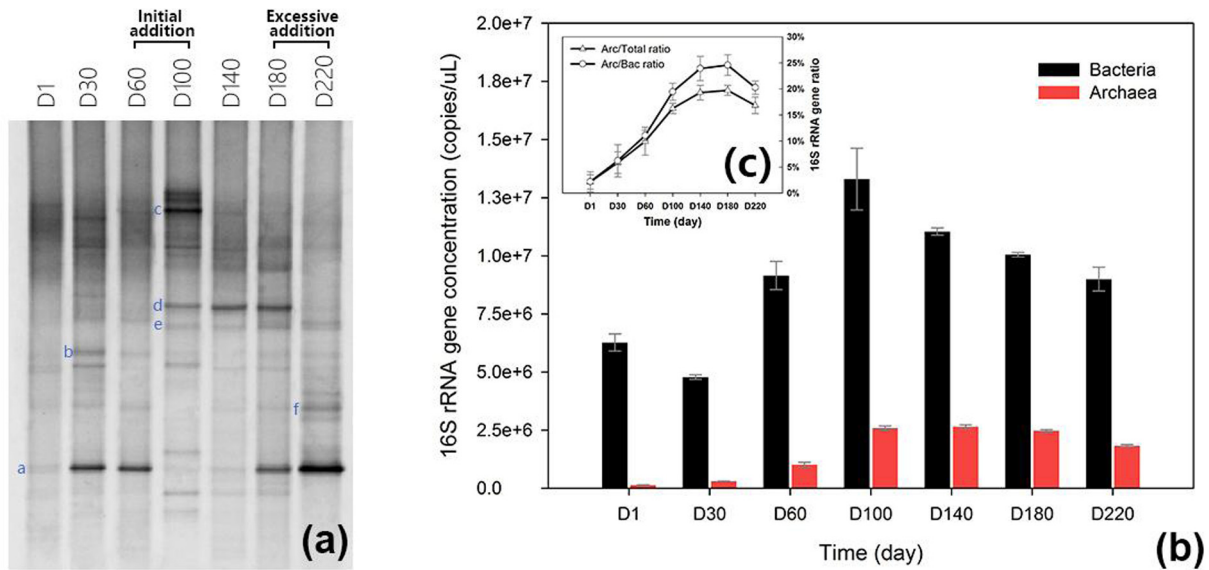 Initial
addition
Excessive
addition
D1
D30
D60
D100
D140
D180
D220
c
d
e
b
f
a
(a)
16S rRNA gene concentration (copies/uL)
2.0e+7
1.8e+7
1.5e+7
1.3e+7
1.0e+7
7.5e+6
5.0e+6
2.5e+6
0.0
Arc/Total ratio
Arc/Bac ratio
30%
25%
20%
15%
10%
5%
0%
16S rRNA gene ratio
(c)
D1 D30 D60 D100 D140 D180 D220
Time (day)
Bacteria
Archaea
D1 D30 D60 D100 D140 D180 D220
Time (day)
(b)